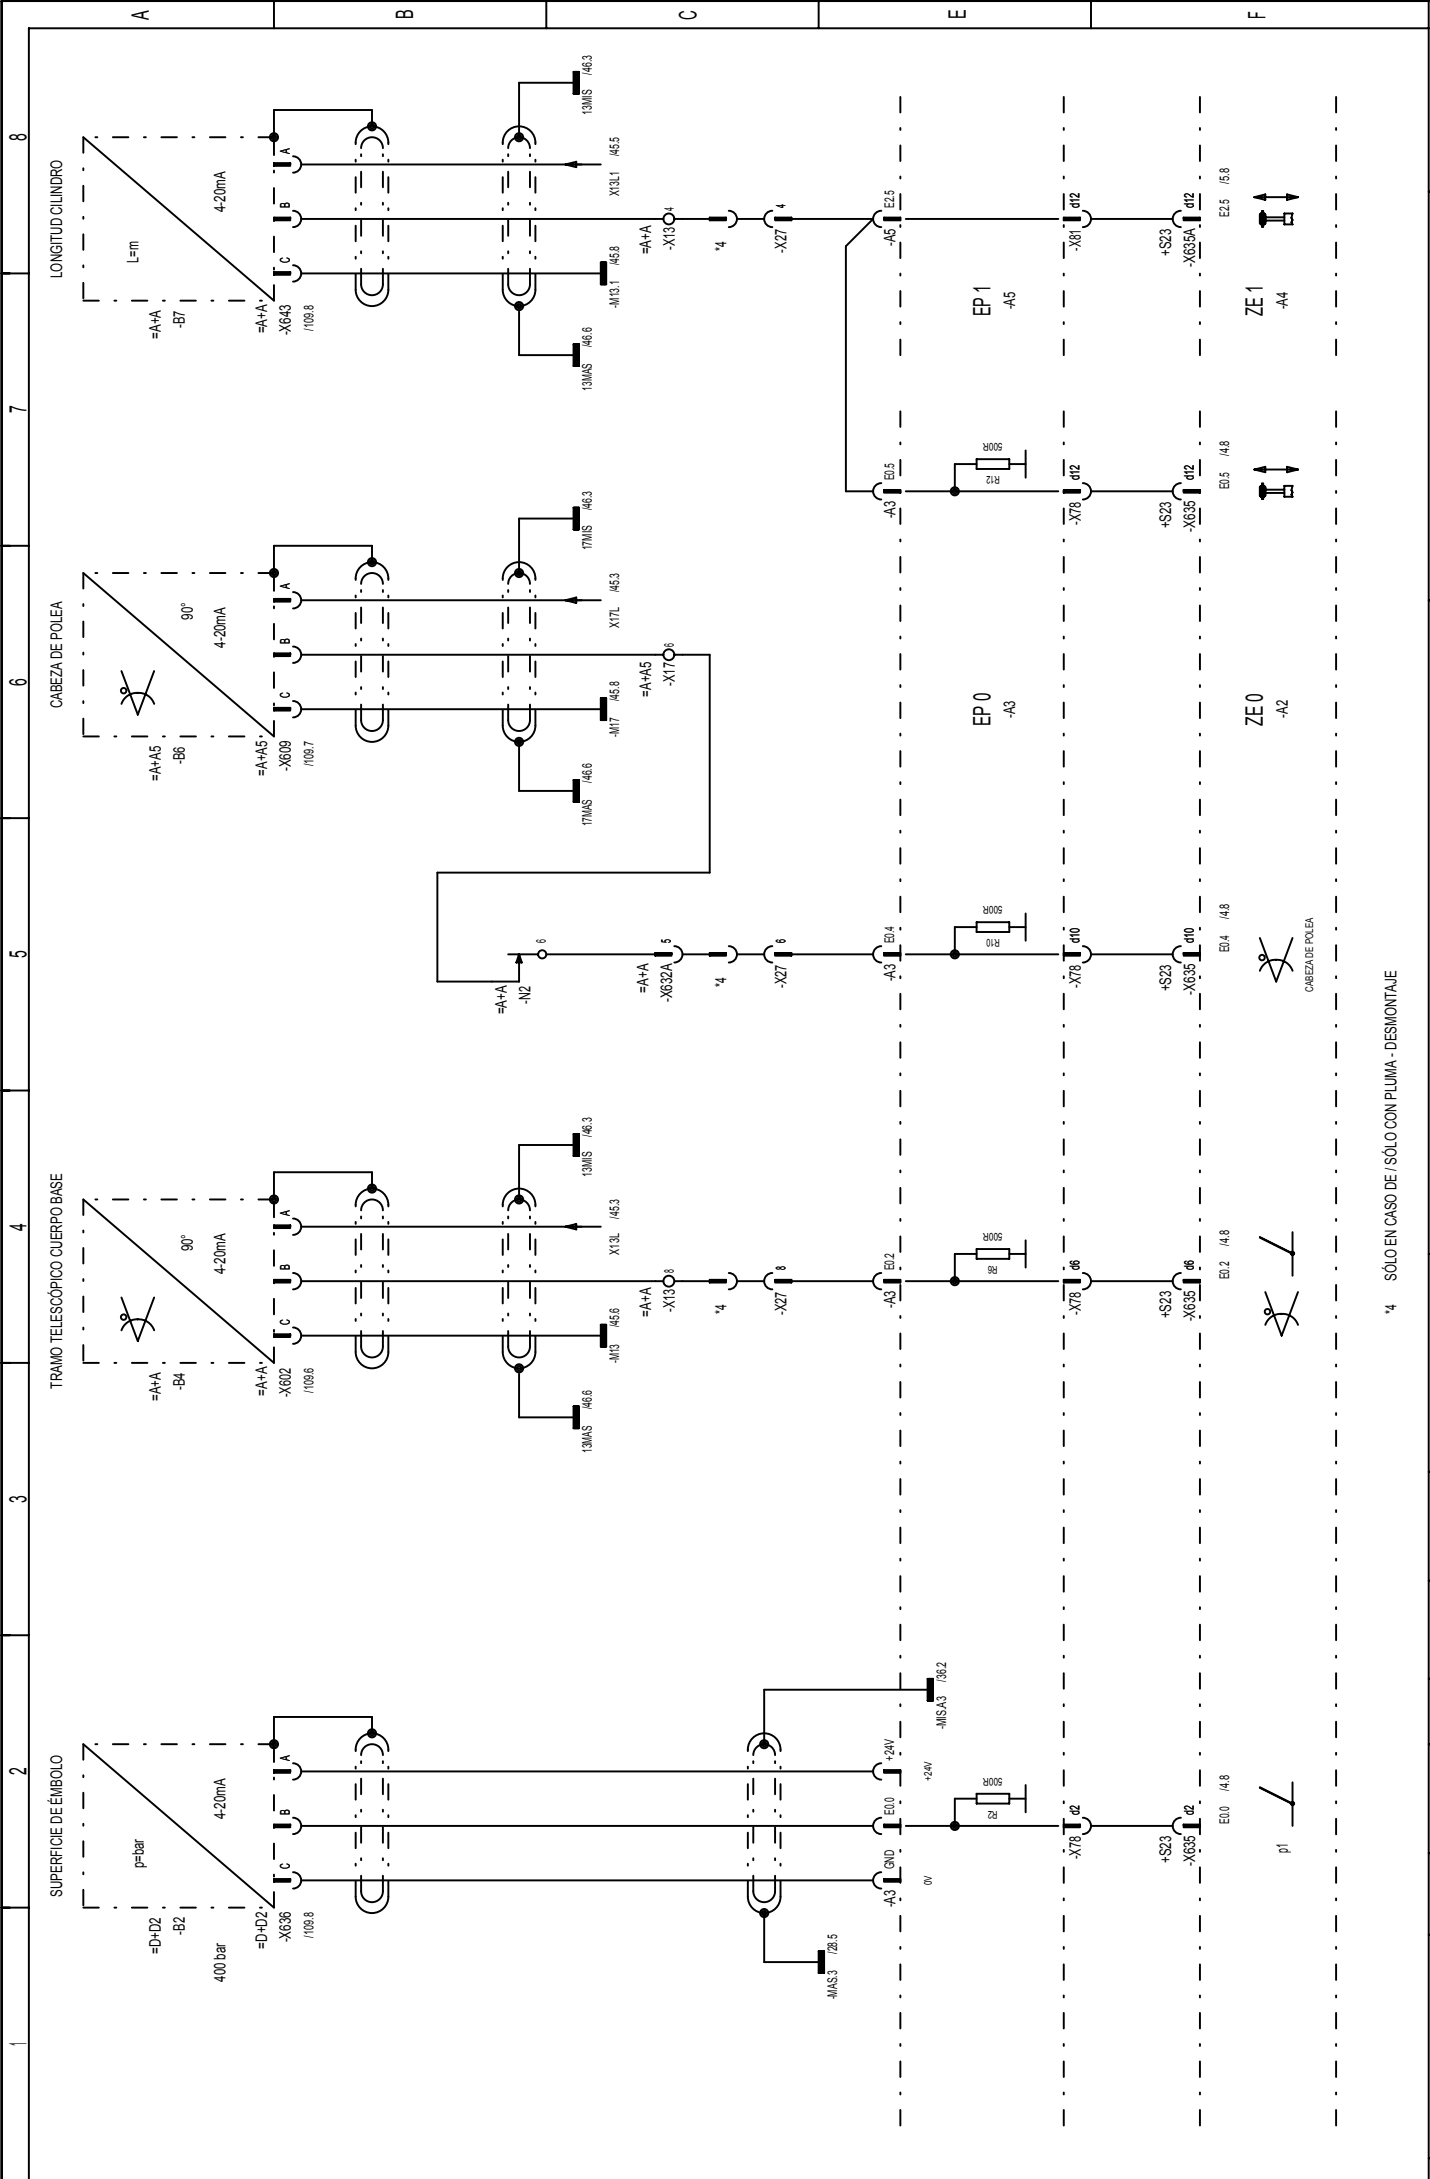 1
2
3
4
5
6
7
8
A
B
C
E
F
SUPERFICIE DE ÉMBOLO
=D+D2
-B2
400 bar
p=bar
4-20mA
=D+D2
-X636
/109.8
C
B
A
-MAS.3 /28.5
-MIS.A3 /36.2
-A3 GND
E0.0
+24V
0V
+24V
R2
500R
-X78 d2
+S23
-X635 d2
E0.0 /4.8
p1
TRAMO TELESCÓPICO CUERPO BASE
=A+A
-B4
90°
4-20mA
=A+A
-X602
/109.6
C
B
A
13MAS /46.6
-M13 /45.6
X13L /45.3
13MIS /46.3
=A+A
-X13 8
*4
-X27 8
-A3 E0.2
R6
500R
-X78 d6
+S23
-X635 d6
E0.2 /4.8
=A+A
-N2
6
=A+A
-X632A 5
*4
-X27 6
-A3 E0.4
R10
500R
-X78 d10
+S23
-X635 d10
E0.4 /4.8
CABEZA DE POLEA
CABEZA DE POLEA
=A+A5
-B6
90°
4-20mA
=A+A5
-X609
/109.7
C
B
A
17MAS /46.6
-M17 /45.8
X17L /45.3
17MIS /46.3
=A+A5
-X17 6
EP 0
-A3
ZE 0
-A2
-A3 E0.5
R12
500R
-X78 d12
+S23
-X635 d12
E0.5 /4.8
LONGITUD CILINDRO
=A+A
-B7
L=m
4-20mA
=A+A
-X643
/109.8
C
B
A
13MAS /46.6
-M13.1 /45.8
X13L1 /45.5
13MIS /46.3
=A+A
-X13 4
*4
-X27 4
-A5 E2.5
EP 1
-A5
-X81 d12
+S23
-X635A d12
E2.5 /5.8
ZE 1
-A4
*4 SÓLO EN CASO DE / SÓLO CON PLUMA - DESMONTAJE